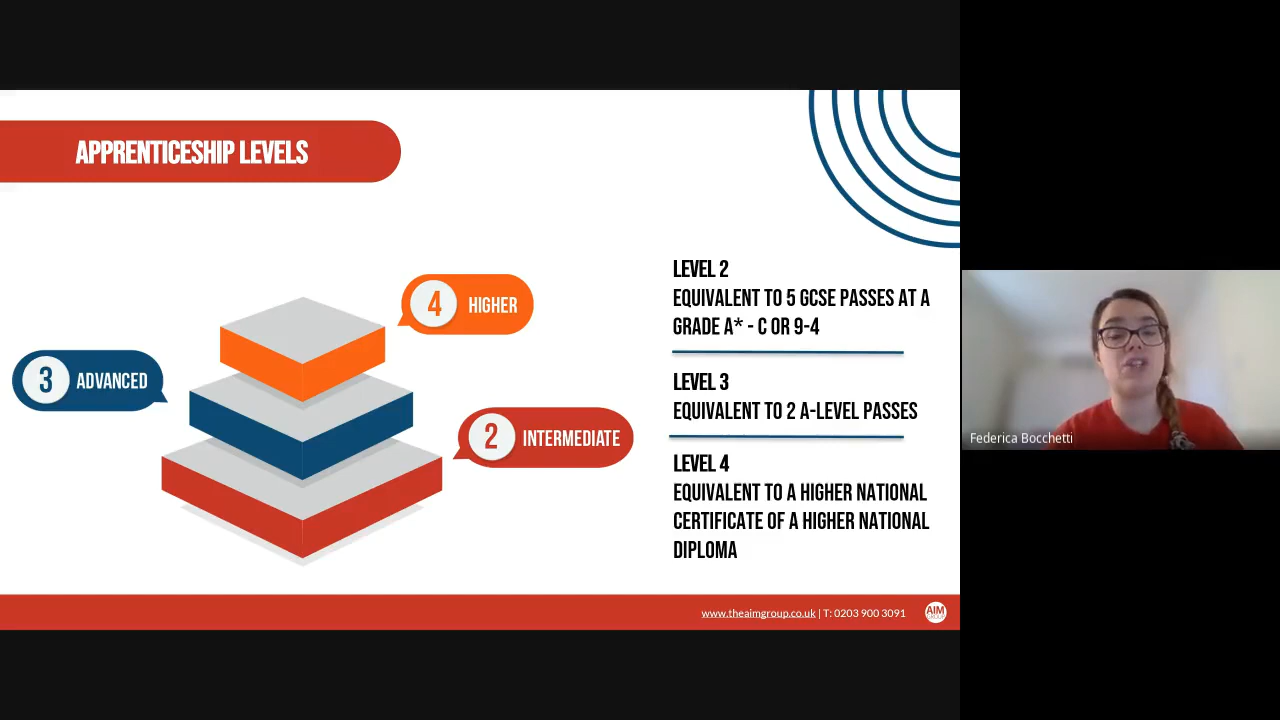 APPRENTICESHIP LEVELS
4 HIGHER
3 ADVANCED
2 INTERMEDIATE
LEVEL 2
EQUIVALENT TO 5 GCSE PASSES AT A
GRADE A* - C OR 9-4
LEVEL 3
EQUIVALENT TO 2 A-LEVEL PASSES
LEVEL 4
EQUIVALENT TO A HIGHER NATIONAL
CERTIFICATE OF A HIGHER NATIONAL
DIPLOMA
www.theaimgroup.co.uk | T: 0203 900 3091
AIM
GROUP
Federica Bocchetti